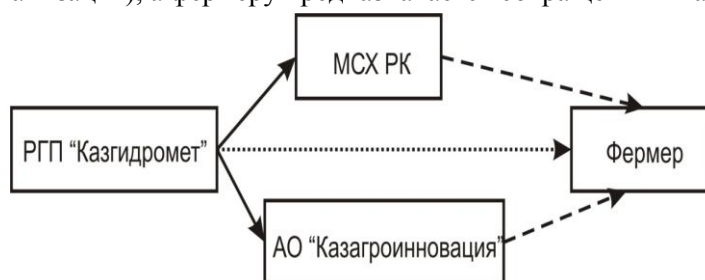 МСХ РК
РГП “Казгидромет”
Фермер
АО “Казагроинновация”